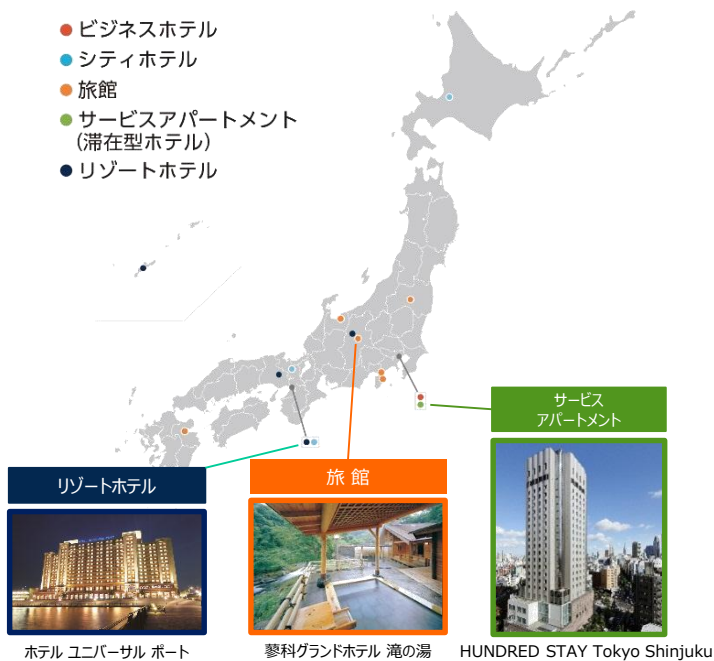 ビジネスホテル
シティホテル
旅館
サービスアパートメント
(滞在型ホテル)
リゾートホテル
サービス
アパートメント
旅 館
リゾートホテル
ホテル ユニバーサル ポート
蓼科グランドホテル 滝の湯
HUNDRED STAY Tokyo Shinjuku